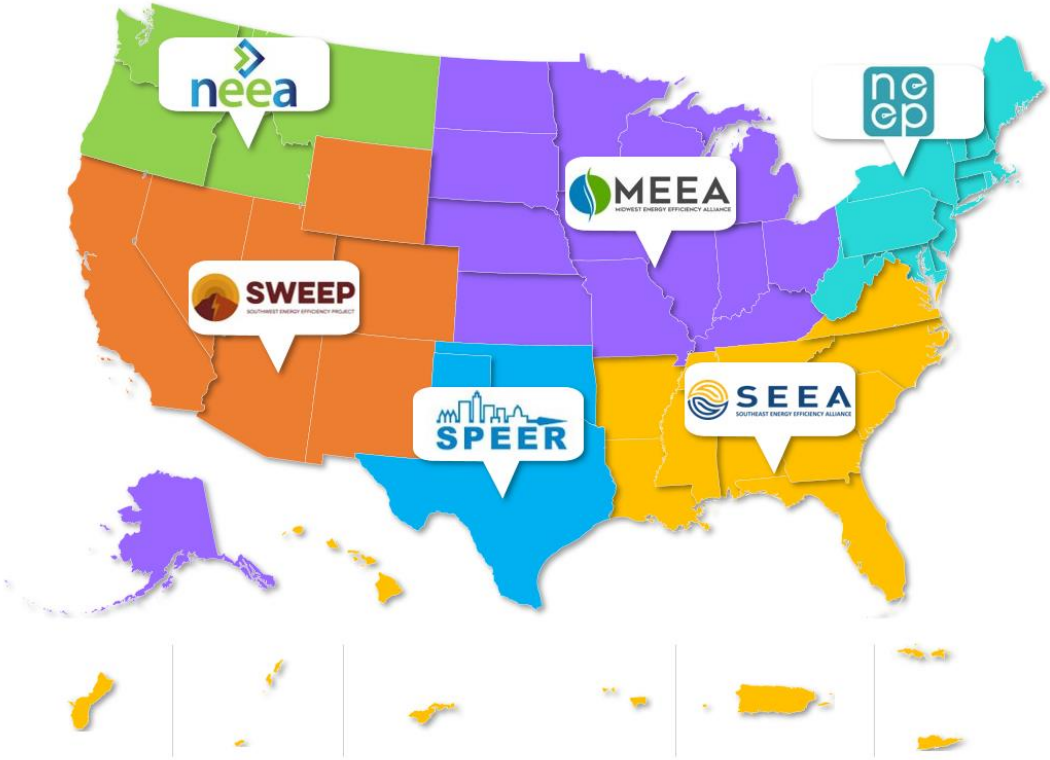 neea
ne
ep
MEEA
MIDWEST ENERGY EFFICIENCY ALLIANCE
SWEEP
SOUTHWEST ENERGY EFFICIENCY PROJECT
SEEA
SOUTHEAST ENERGY EFFICIENCY ALLIANCE
SPEER